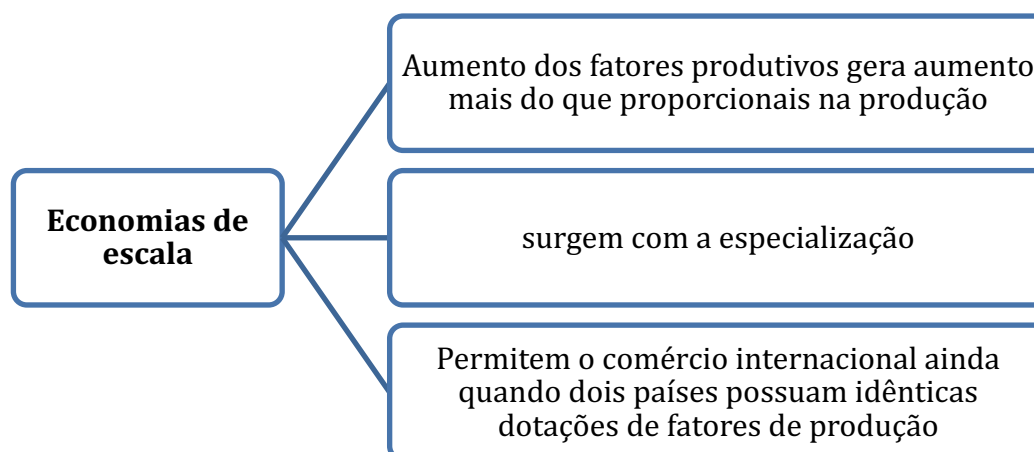 Aumento dos fatores produtivos gera aumento
mais do que proporcionais na produção
Economias de
escala
surgem com a especialização
Permitem o comércio internacional ainda
quando dois países possuam idênticas
dotações de fatores de produção